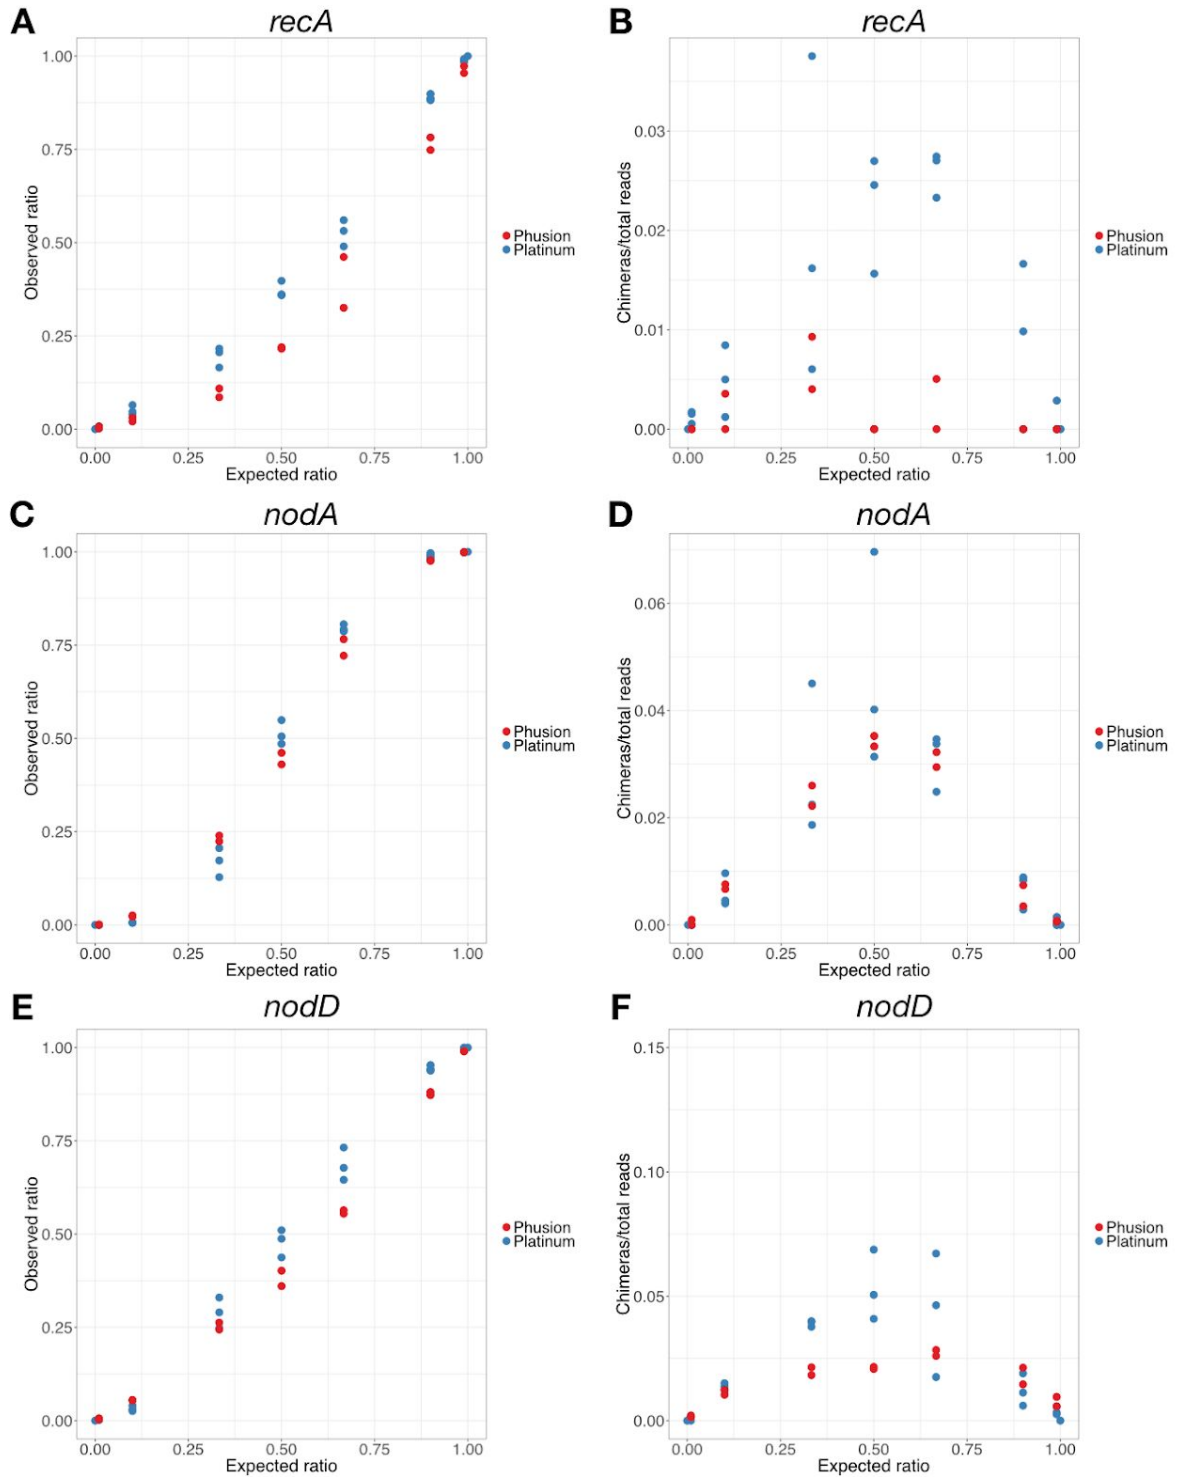 A
recA
1.00
0.75
0.50
0.25
0.00
Observed ratio
0.00 0.25 0.50 0.75 1.00
Expected ratio
Phusion
Platinum
B
recA
0.03
0.02
0.01
0.00
Chimeras/total reads
0.00 0.25 0.50 0.75 1.00
Expected ratio
Phusion
Platinum
C
nodA
1.00
0.75
0.50
0.25
0.00
Observed ratio
0.00 0.25 0.50 0.75 1.00
Expected ratio
Phusion
Platinum
D
nodA
0.06
0.04
0.02
0.00
Chimeras/total reads
0.00 0.25 0.50 0.75 1.00
Expected ratio
Phusion
Platinum
E
nodD
1.00
0.75
0.50
0.25
0.00
Observed ratio
0.00 0.25 0.50 0.75 1.00
Expected ratio
Phusion
Platinum
F
nodD
0.15
0.10
0.05
0.00
Chimeras/total reads
0.00 0.25 0.50 0.75 1.00
Expected ratio
Phusion
Platinum